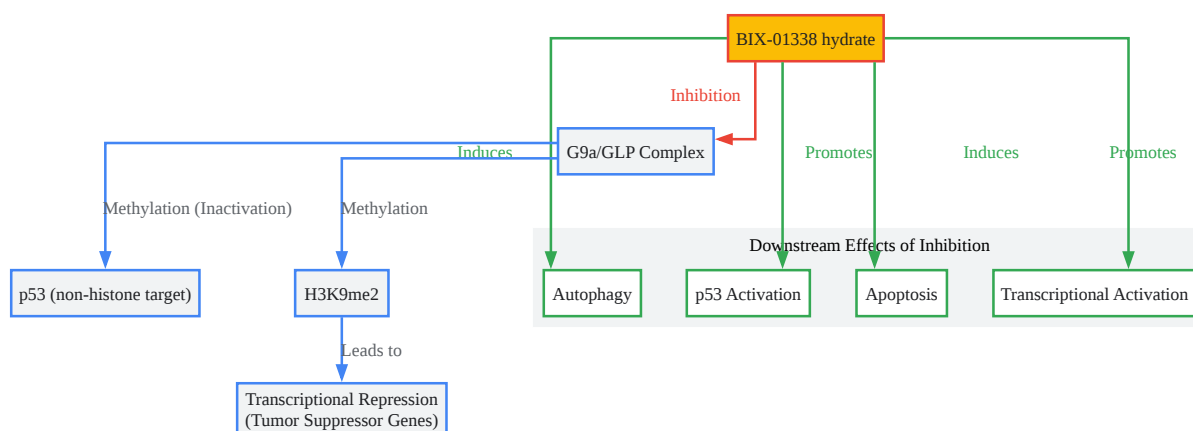 BIX-01338 hydrate
Inhibition
G9a/GLP Complex
Induces
Promotes
Induces
Promotes
Methylation (Inactivation)
Methylation
Downstream Effects of Inhibition
p53 (non-histone target)
H3K9me2
Autophagy
p53 Activation
Apoptosis
Transcriptional Activation
Leads to
Transcriptional Repression
(Tumor Suppressor Genes)